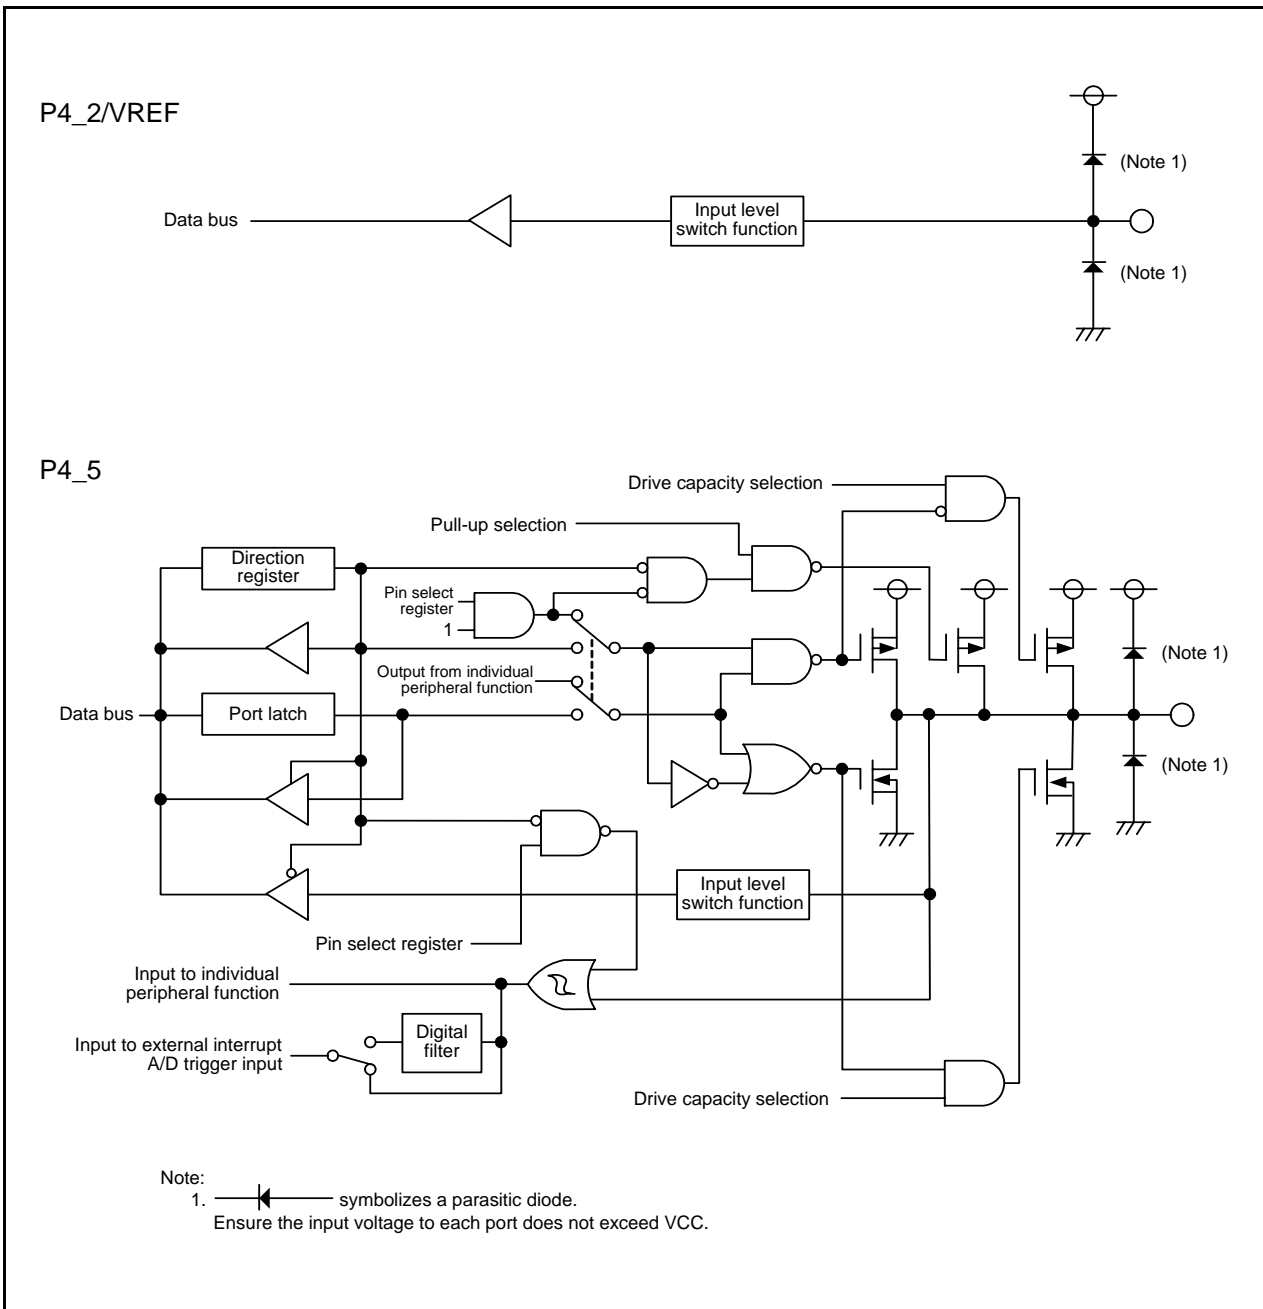 P4_2/VREF
(Note 1)
Data bus
Input level
switch function
(Note 1)
P4_5
Drive capacity selection
Pull-up selection
Direction
register
Pin select
register
1
Output from individual
peripheral function
(Note 1)
Data bus
Port latch
(Note 1)
Input level
switch function
Pin select register
Input to individual
peripheral function
Digital
filter
Input to external interrupt
A/D trigger input
Drive capacity selection
Note:
1. symbolizes a parasitic diode.
Ensure the input voltage to each port does not exceed VCC.